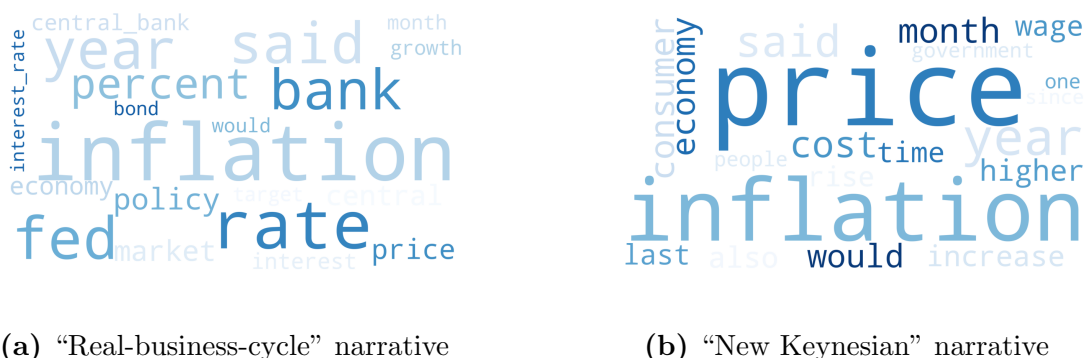 central_bank
month
year
said
growth
percent
bank
bond
interest_rate
would
inflation
economy
policy
target
central
fed
rate
market
price
interest
(a) “Real-business-cycle” narrative
consumer
economy
said
month
wage
government
price
one
since
cost
time
year
people
rise
higher
inflation
last
also
would
increase
(b) “New Keynesian” narrative